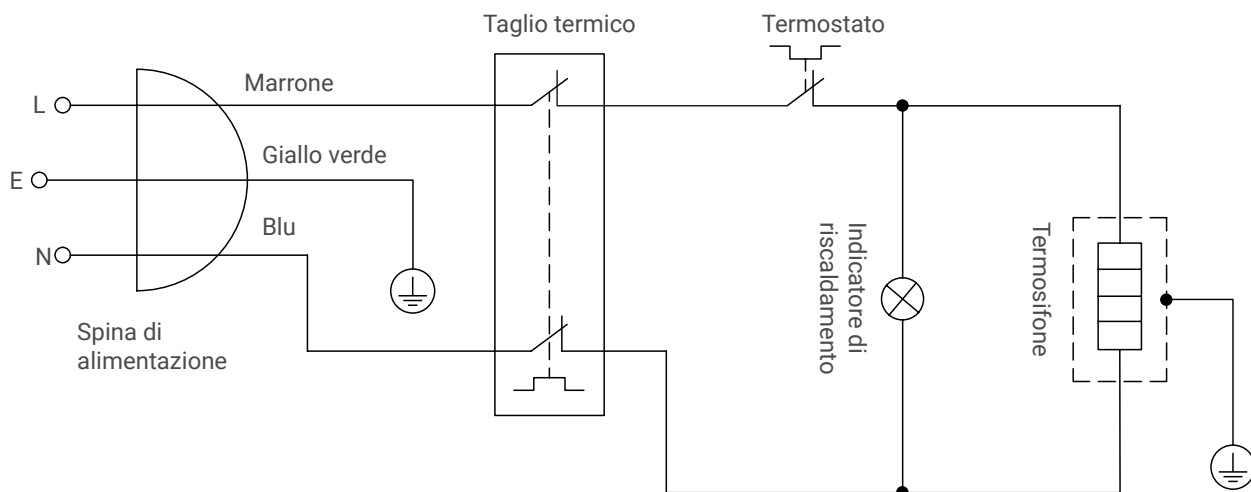 Taglio termico
Termostato
Marrone
L
Giallo verde
E
Blu
N
Spina di
alimentazione
Indicatore di
riscaldamento
Termosifone